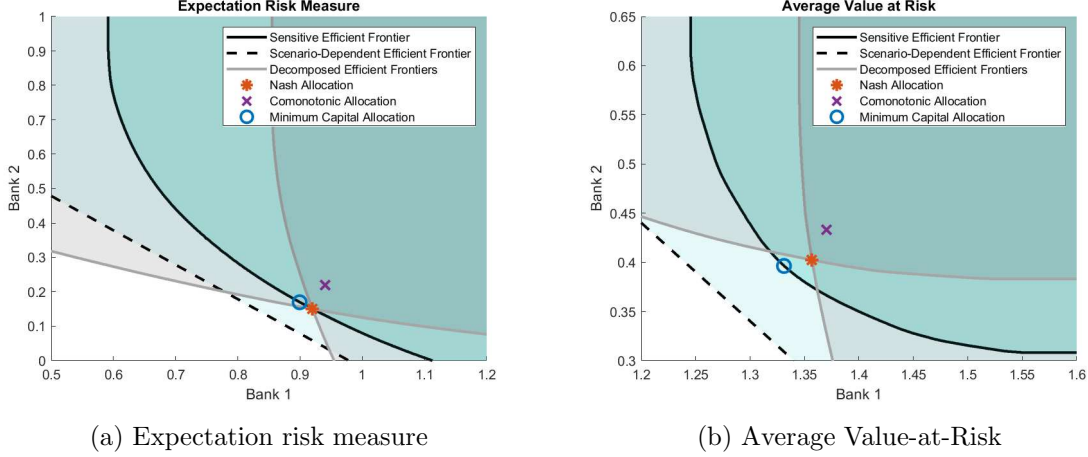 Expectation Risk Measure
1
0.9
0.8
0.7
0.6
0.5
0.4
0.3
0.2
0.1
0
Bank 2
Sensitive Efficient Frontier
Scenario-Dependent Efficient Frontier
Decomposed Efficient Frontiers
Nash Allocation
Comonotonic Allocation
Minimum Capital Allocation
0.5 0.6 0.7 0.8 0.9 1 1.1 1.2
Bank 1
(a) Expectation risk measure
Average Value at Risk
0.65
0.6
0.55
0.5
0.45
0.4
0.35
0.3
Bank 2
Sensitive Efficient Frontier
Scenario-Dependent Efficient Frontier
Decomposed Efficient Frontiers
Nash Allocation
Comonotonic Allocation
Minimum Capital Allocation
1.2 1.25 1.3 1.35 1.4 1.45 1.5 1.55 1.6
Bank 1
(b) Average Value-at-Risk